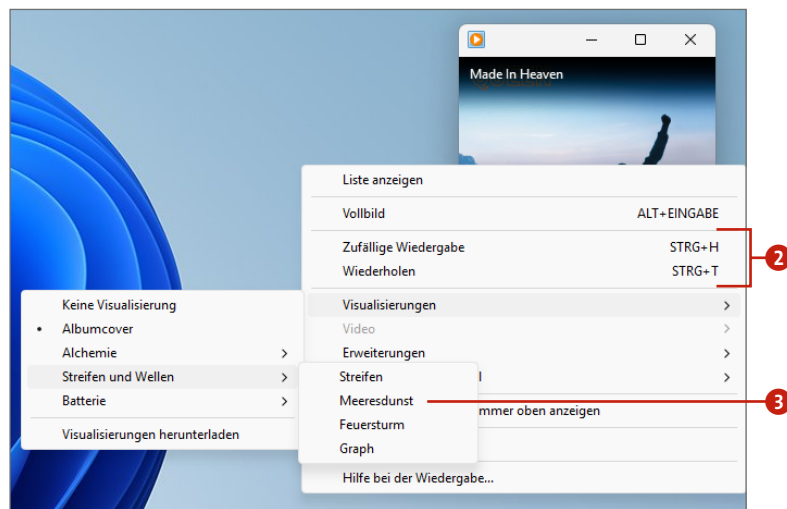 Made In Heaven
Liste anzeigen
Vollbild ALT+EINGABE
Zufällige Wiedergabe STRG+H
Wiederholen STRG+T
2
Visualisierungen
Video
Erweiterungen
l
mmer oben anzeigen
Hilfe bei der Wiedergabe...
Keine Visualisierung
Albumcover
Alchemie
Streifen und Wellen
Batterie
Visualisierungen herunterladen
Streifen
Meeresdunst
Feuersturm
Graph
3